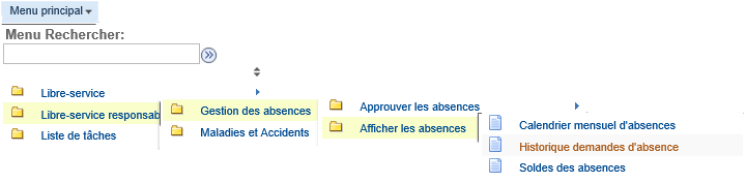 Menu principal
Menu Rechercher:
Libre-service
Libre-service responsab
Liste de tâches
Gestion des absences
Maladies et Accidents
Approuver les absences
Afficher les absences
Calendrier mensuel d'absences
Historique demandes d'absence
Soldes des absences